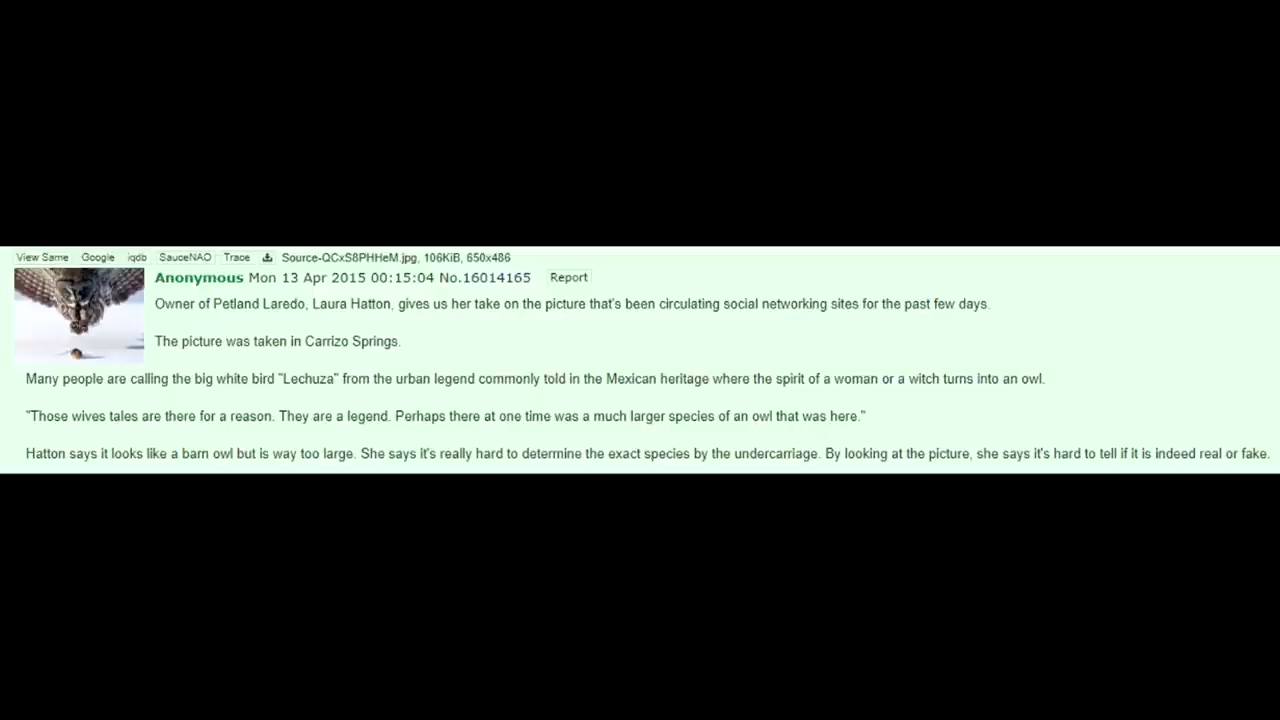 View Same Google iqdb SauceNAO Trace Source-QCxS8PHHeM.jpg, 106KiB, 650x486
Anonymous Mon 13 Apr 2015 00:15:04 No.16014165 Report
Owner of Petland Laredo, Laura Hatton, gives us her take on the picture that's been circulating social networking sites for the past few days.
The picture was taken in Carrizo Springs.
Many people are calling the big white bird "Lechuza" from the urban legend commonly told in the Mexican heritage where the spirit of a woman or a witch turns into an owl.
"Those wives tales are there for a reason. They are a legend. Perhaps there at one time was a much larger species of an owl that was here."
Hatton says it looks like a barn owl but is way too large. She says it's really hard to determine the exact species by the undercarriage. By looking at the picture, she says it's hard to tell if it is indeed real or fake.